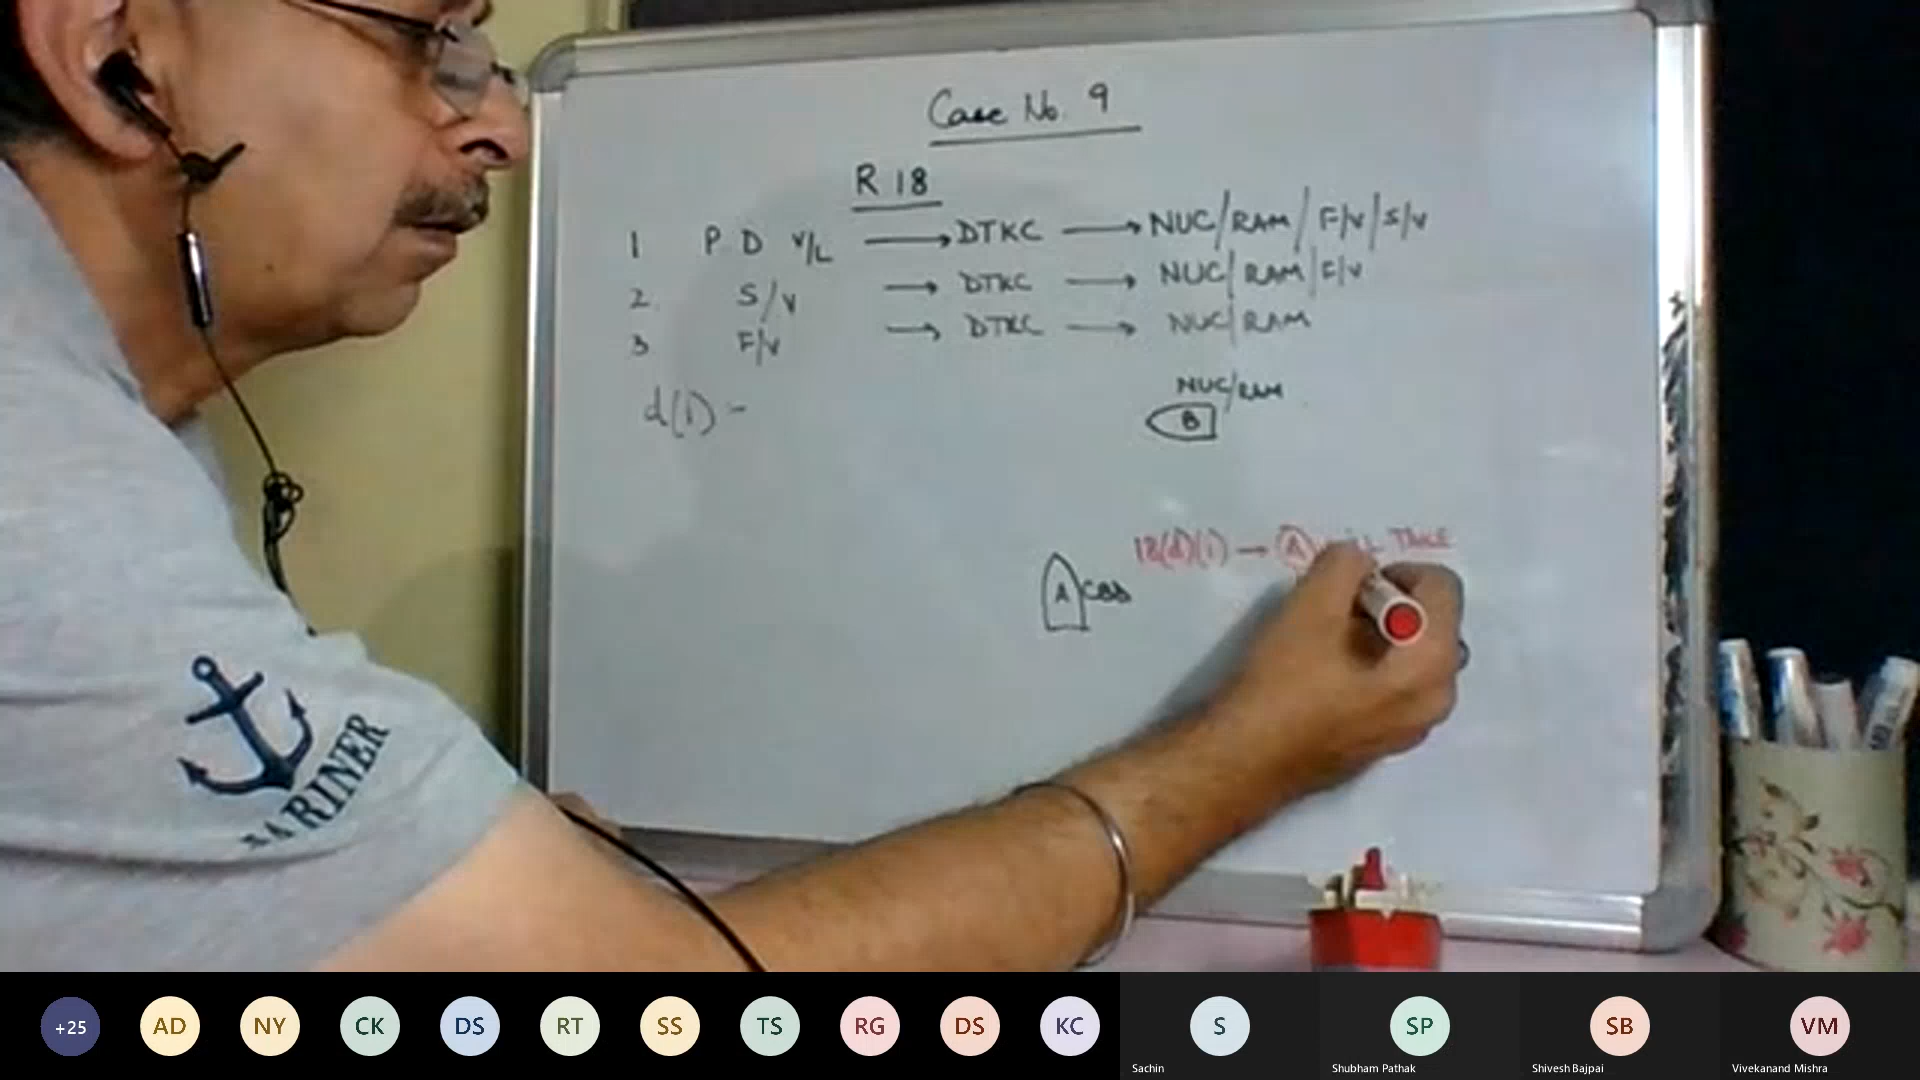 Case No. 9
R 18
1 P D V/L → DTKC → NUC/RAM/F/V/S/V
2. S/V → DTKC → NUC/RAM/F/V
3 F/V → DTKC → NUC/RAM
d(i) :-
NUC/RAM
B
18(d)(i) → A TAKE
A CBD
MARINER
+25 AD NY CK DS RT SS TS RG DS KC S SP SB VM
Sachin Shubham Pathak Shivesh Bajpai Vivekanand Mishra